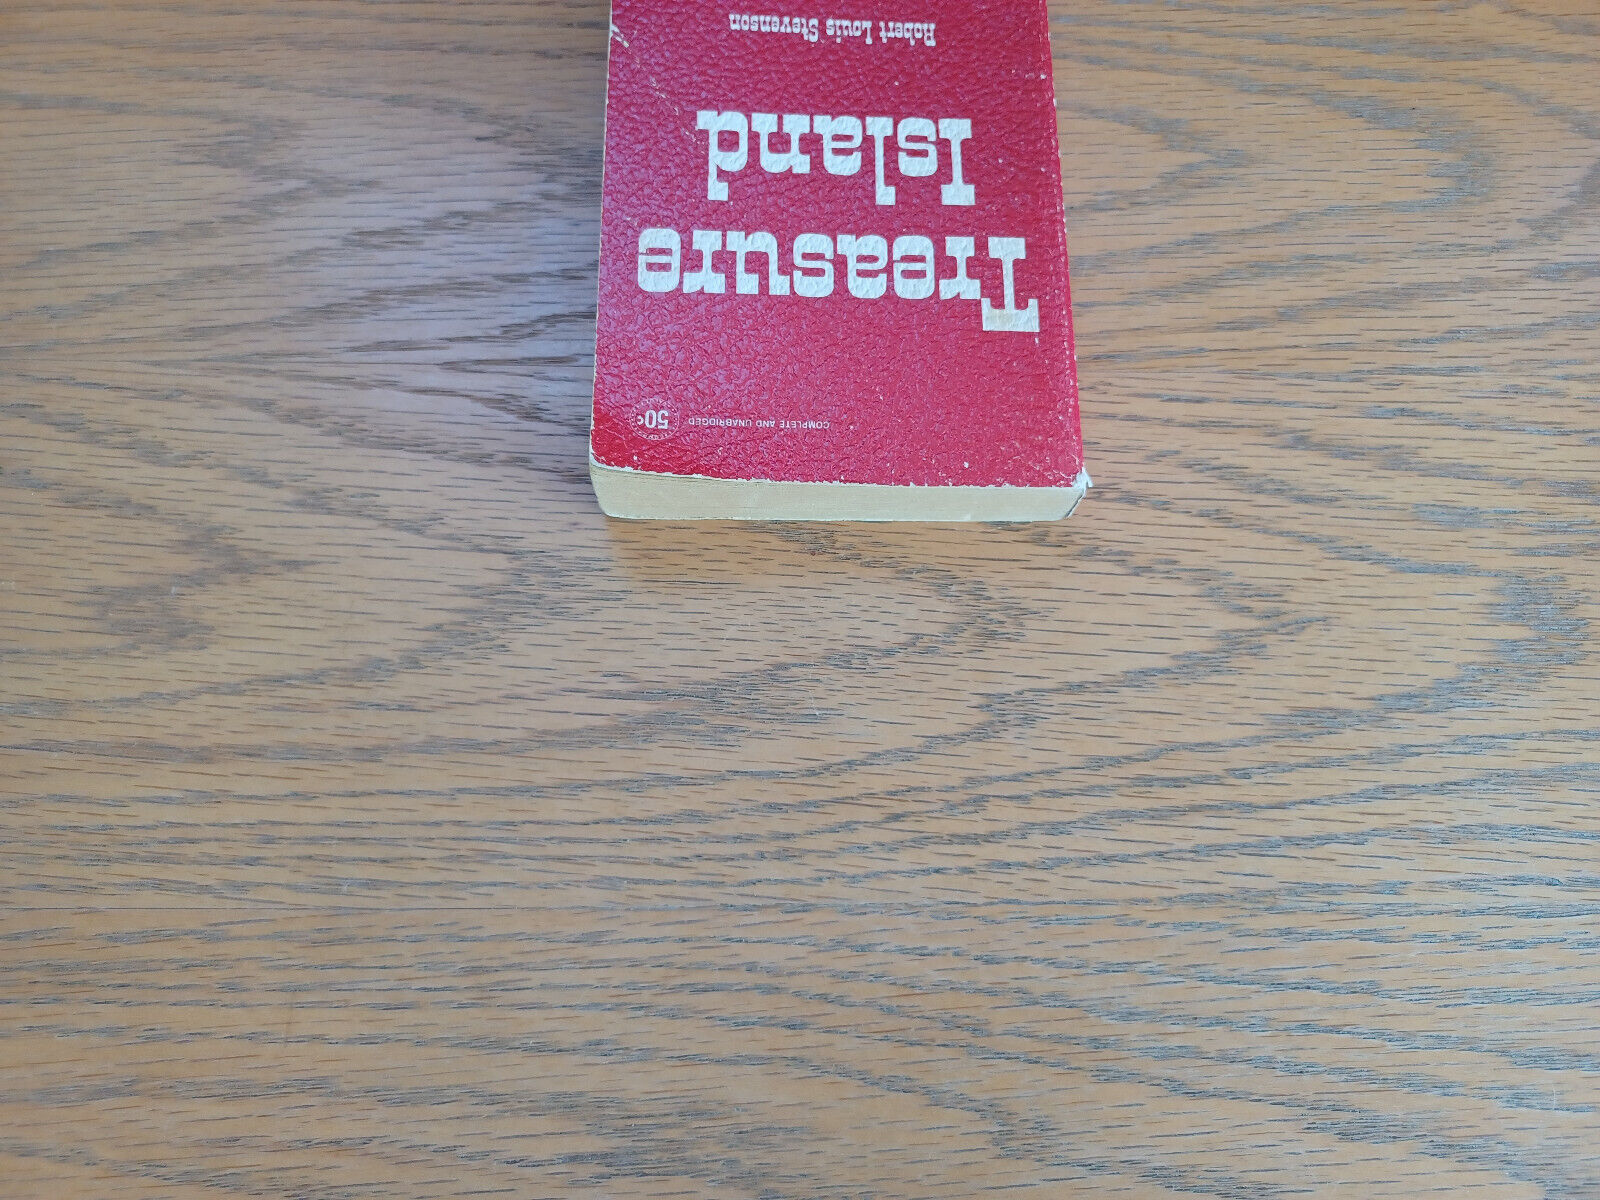 COMPLETE AND UNABRIDGED
50¢
Treasure
Island
Robert Louis Stevenson